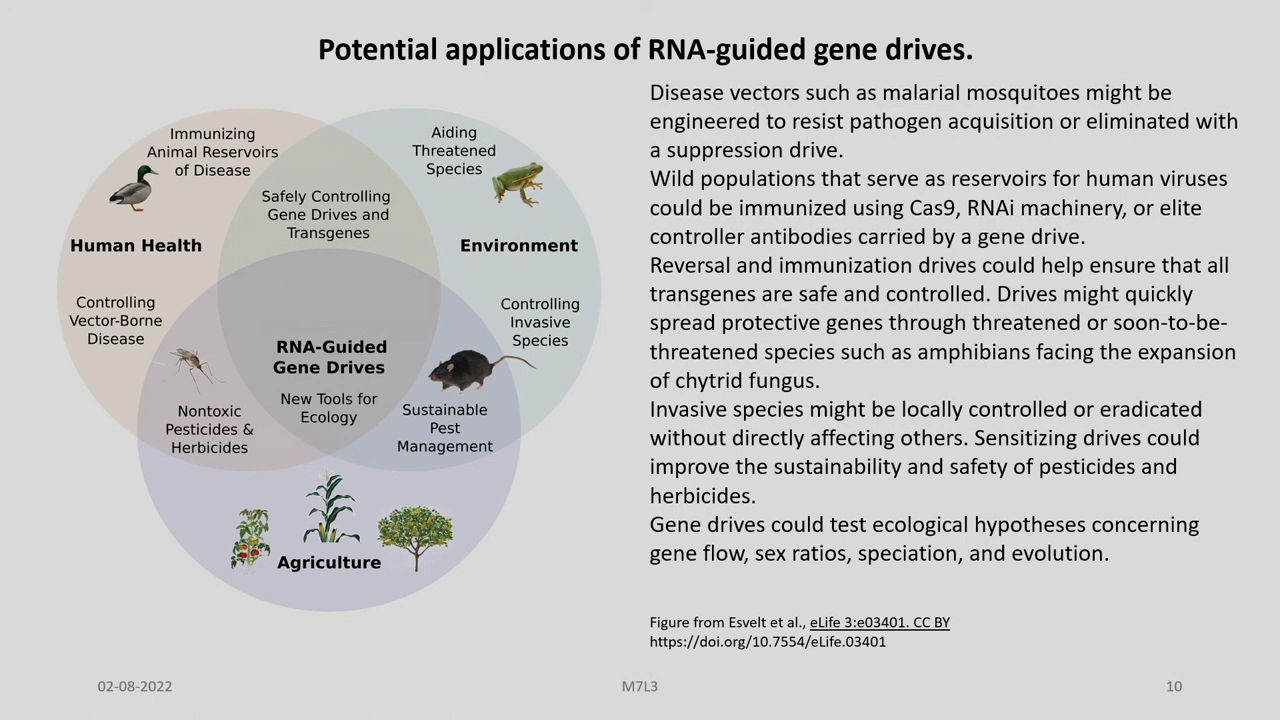 Potential applications of RNA-guided gene drives.
Immunizing
Animal Reservoirs
of Disease
Aiding
Threatened
Species
Safely Controlling
Gene Drives and
Transgenes
Human Health
Environment
Controlling
Vector-Borne
Disease
Controlling
Invasive
Species
RNA-Guided
Gene Drives
New Tools for
Ecology
Nontoxic
Pesticides &
Herbicides
Sustainable
Pest
Management
Agriculture
Disease vectors such as malarial mosquitoes might be
engineered to resist pathogen acquisition or eliminated with
a suppression drive.
Wild populations that serve as reservoirs for human viruses
could be immunized using Cas9, RNAi machinery, or elite
controller antibodies carried by a gene drive.
Reversal and immunization drives could help ensure that all
transgenes are safe and controlled. Drives might quickly
spread protective genes through threatened or soon-to-be-
threatened species such as amphibians facing the expansion
of chytrid fungus.
Invasive species might be locally controlled or eradicated
without directly affecting others. Sensitizing drives could
improve the sustainability and safety of pesticides and
herbicides.
Gene drives could test ecological hypotheses concerning
gene flow, sex ratios, speciation, and evolution.
Figure from Esvelt et al., eLife 3:e03401. CC BY
https://doi.org/10.7554/eLife.03401
02-08-2022
M7L3
10